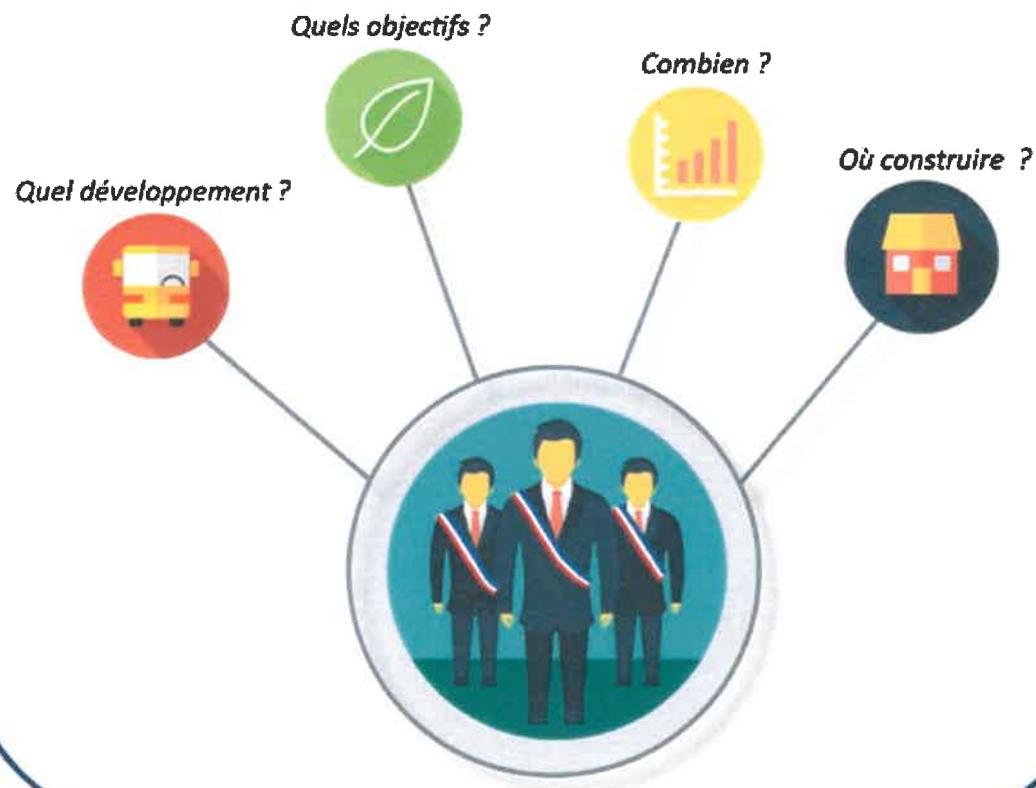 Quels objectifs ?
Combien ?
Où construire ?
Quel développement ?